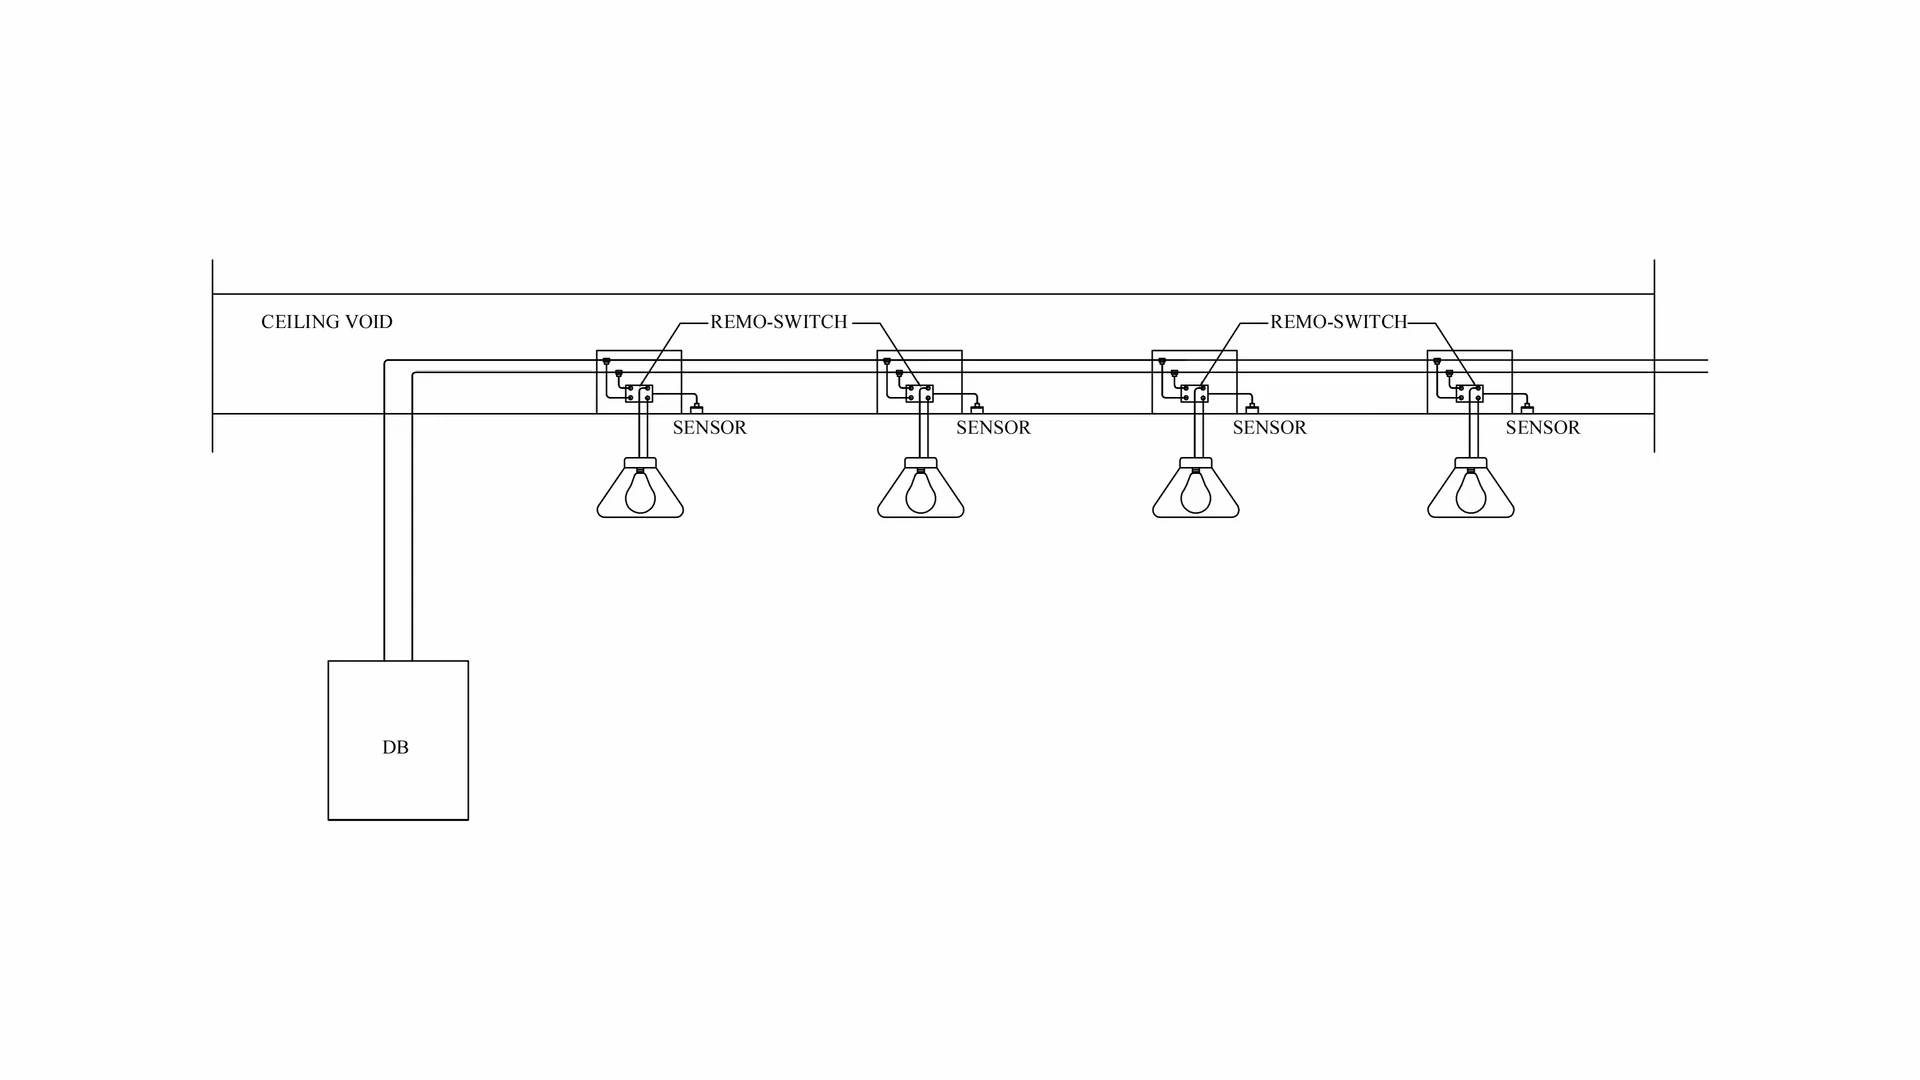 CEILING VOID
REMO-SWITCH
REMO-SWITCH
SENSOR
SENSOR
SENSOR
SENSOR
DB